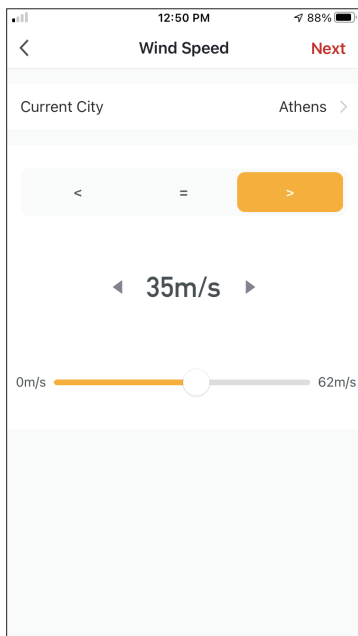 12:50 PM 88%
Wind Speed Next
Current City Athens
< = >
35m/s
0m/s 62m/s